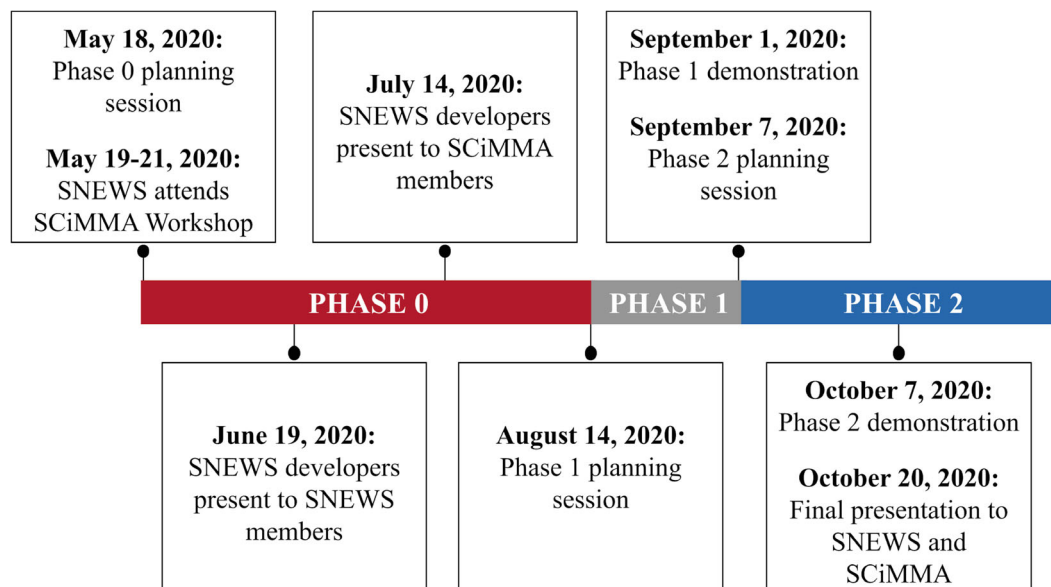 May 18, 2020:
Phase 0 planning
session
May 19-21, 2020:
SNEWS attends
SCiMMA Workshop
July 14, 2020:
SNEWS developers
present to SCiMMA
members
September 1, 2020:
Phase 1 demonstration
September 7, 2020:
Phase 2 planning
session
PHASE 0
PHASE 1
PHASE 2
June 19, 2020:
SNEWS developers
present to SNEWS
members
August 14, 2020:
Phase 1 planning
session
October 7, 2020:
Phase 2 demonstration
October 20, 2020:
Final presentation to
SNEWS and
SCiMMA